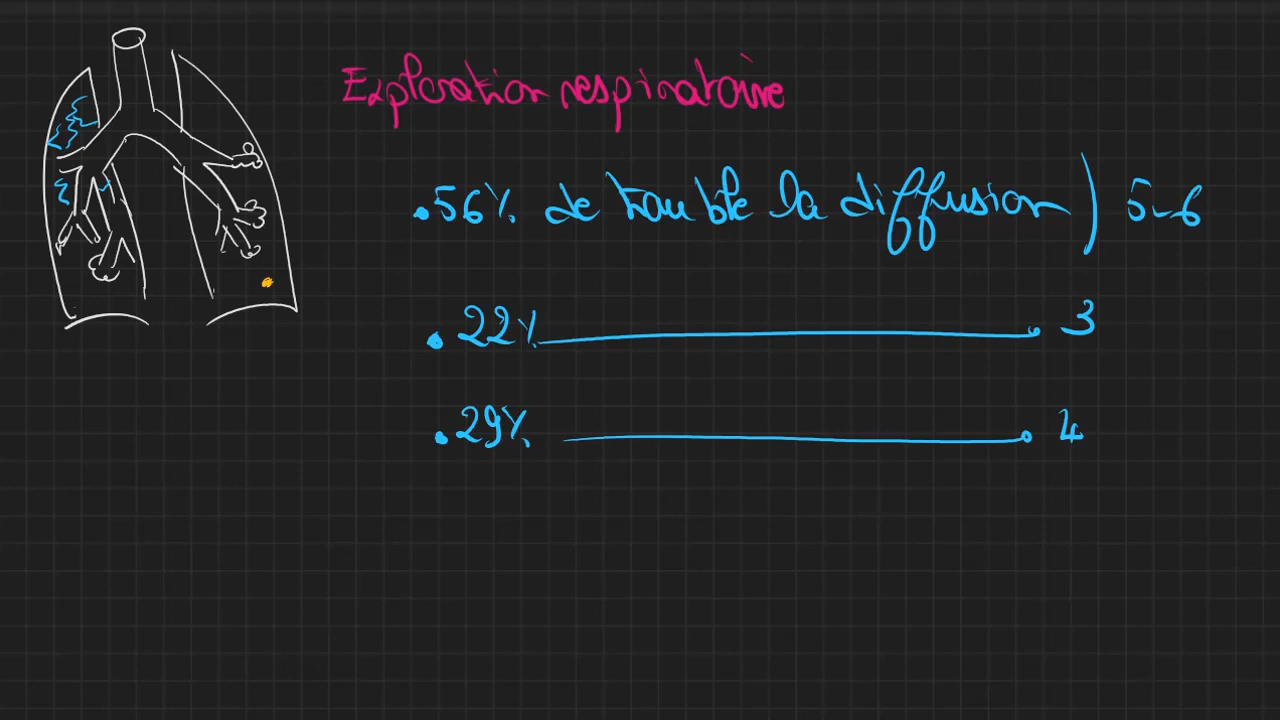 Exploration respiratoire
. 56% de trouble la diffusion ) 5-6
. 22% 3
. 29% 4